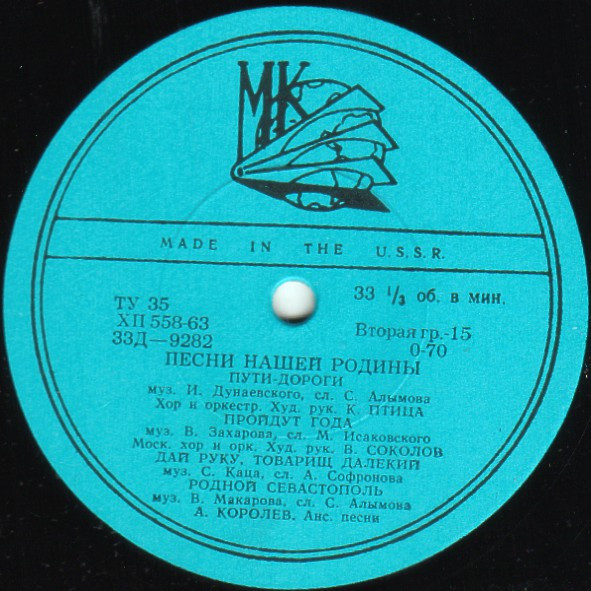 МК
MADE IN THE U.S.S.R.
ТУ 35
ХП 558-63
33Д—9282
33 1/3 об. в мин.
Вторая гр.-15
0-70
ПЕСНИ НАШЕЙ РОДИНЫ
ПУТИ-ДОРОГИ
муз. И. Дунаевского, сл. С. Алымова
Хор и оркестр. Худ. рук. К. ПТИЦА
ПРОЙДУТ ГОДА
муз. В. Захарова, сл. М. Исаковского
Моск. хор и орк. Худ. рук. В. СОКОЛОВ
ДАЙ РУКУ, ТОВАРИЩ ДАЛЕКИЙ
муз. С. Каца, сл. А. Софронова
РОДНОЙ СЕВАСТОПОЛЬ
муз. В. Макарова, сл. С. Алымова
А. КОРОЛЕВ. Анс. песни